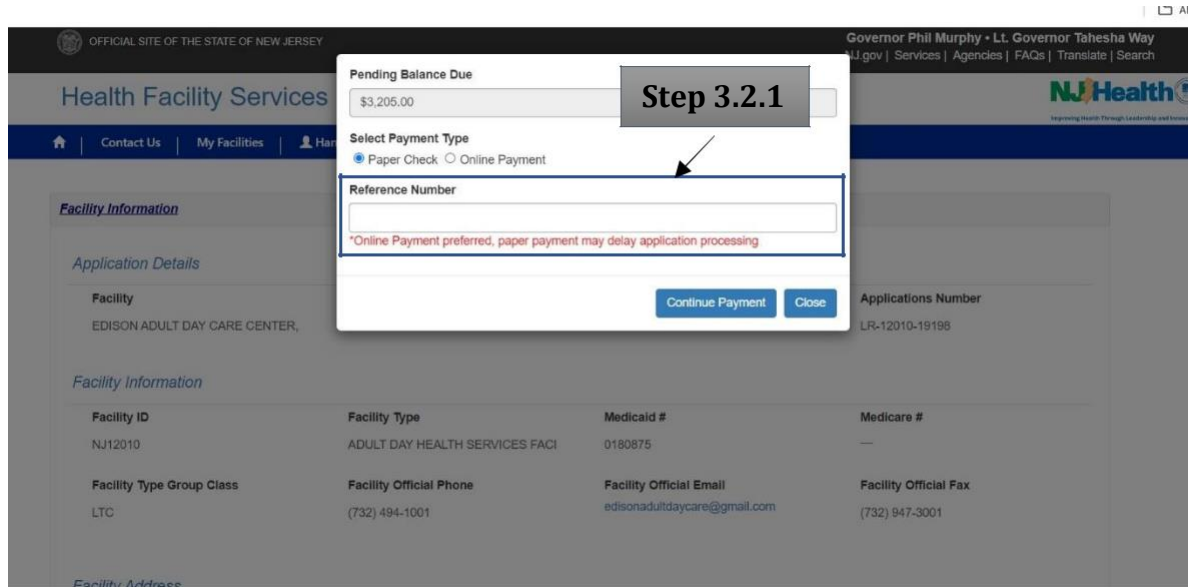 OFFICIAL SITE OF THE STATE OF NEW JERSEY
Governor Phil Murphy • Lt. Governor Tahesha Way
NJ.gov | Services | Agencies | FAQs | Translate | Search
Health Facility Services
NJHealth
Improving Health Through Leadership and
Contact Us | My Facilities | Har
Pending Balance Due
$3,205.00
Step 3.2.1
Select Payment Type
Paper Check Online Payment
Reference Number
*Online Payment preferred, paper payment may delay application processing
Continue Payment Close
Facility Information
Application Details
Facility Applications Number
EDISON ADULT DAY CARE CENTER, LR-12010-19198
Facility Information
Facility ID Facility Type Medicaid # Medicare #
NJ12010 ADULT DAY HEALTH SERVICES FACI 0180875 —
Facility Type Group Class Facility Official Phone Facility Official Email Facility Official Fax
LTC (732) 494-1001 edisonadultdaycare@gmail.com (732) 947-3001
Facility Address